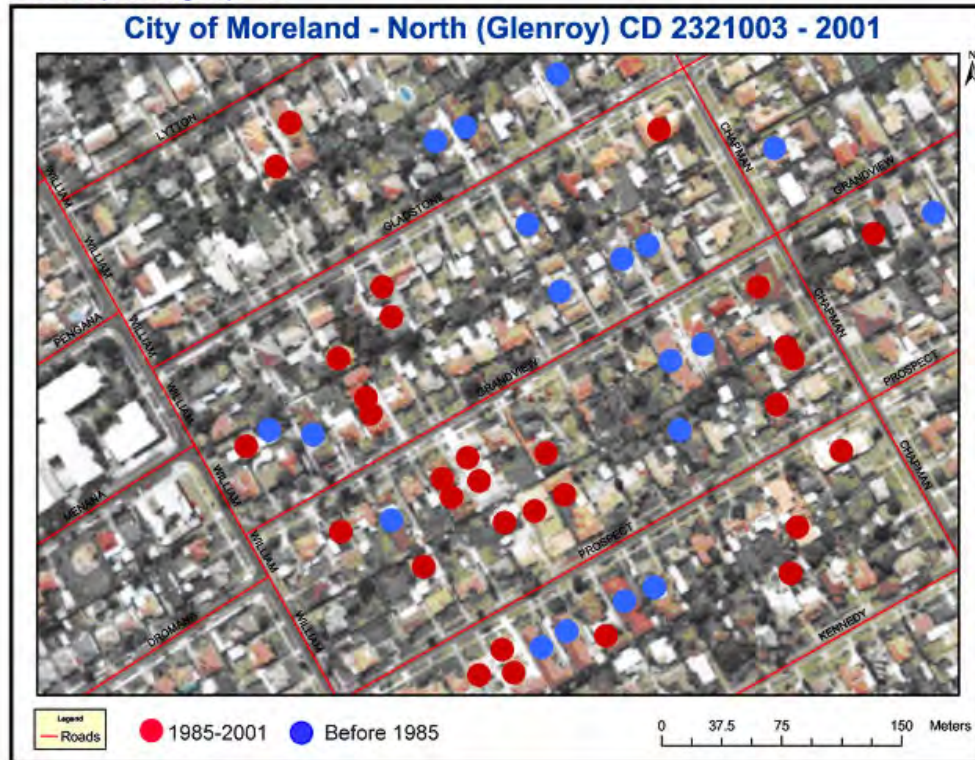 City of Moreland - North (Glenroy) CD 2321003 - 2001
N
LYTTON
CHAPMAN
WILLIAM
GLADSTONE
GRANDVIEW
WILLIAM
CHAPMAN
PENGANA
WILLIAM
PROSPECT
GRANDVIEW
WILLIAM
CHAPMAN
MENANA
WILLIAM
PROSPECT
WILLIAM
DROMANA
WILLIAM
KENNEDY
Legend
Roads
1985-2001
Before 1985
0 37.5 75 150 Meters